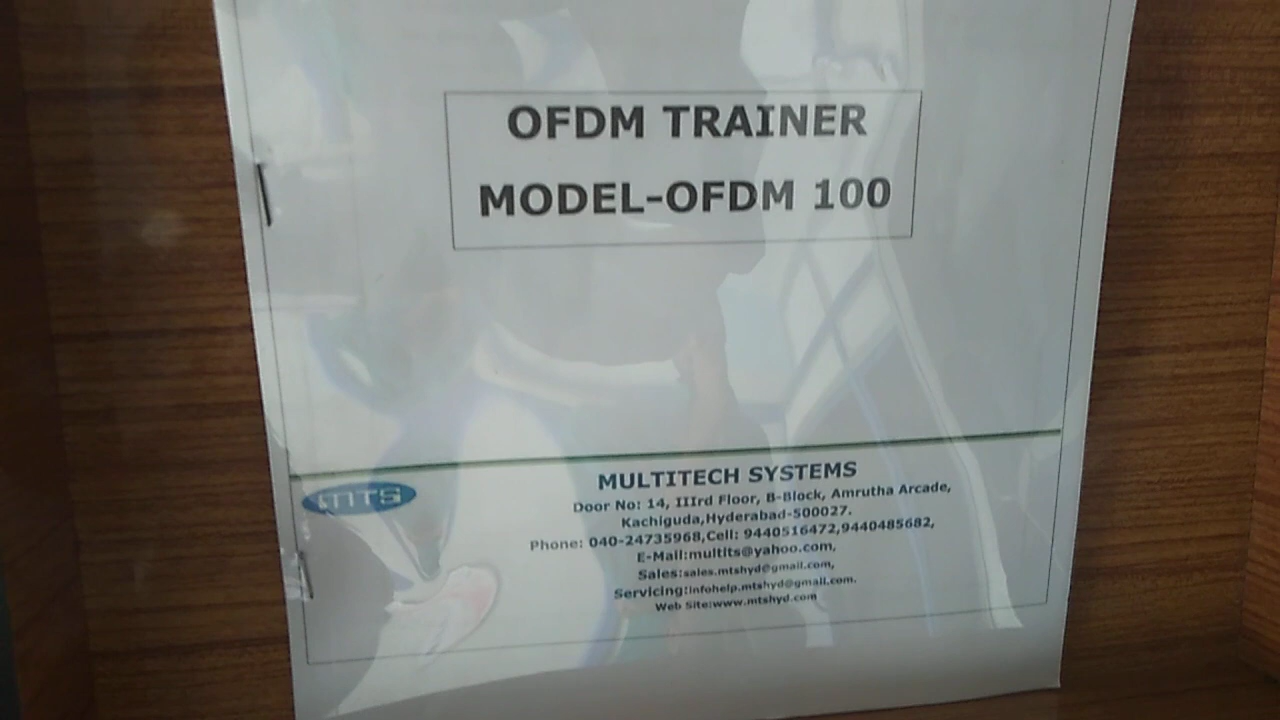 OFDM TRAINER
MODEL-OFDM 100
MTS
MULTITECH SYSTEMS
Door No: 14, IIIrd Floor, B-Block, Amrutha Arcade,
Kachiguda,Hyderabad-500027.
Phone: 040-24735968,Cell: 9440516472,9440485682,
E-Mail:multits@yahoo.com,
Sales:sales.mtshyd@gmail.com,
Servicing:infohelp.mtshyd@gmail.com.
Web Site:www.mtshyd.com